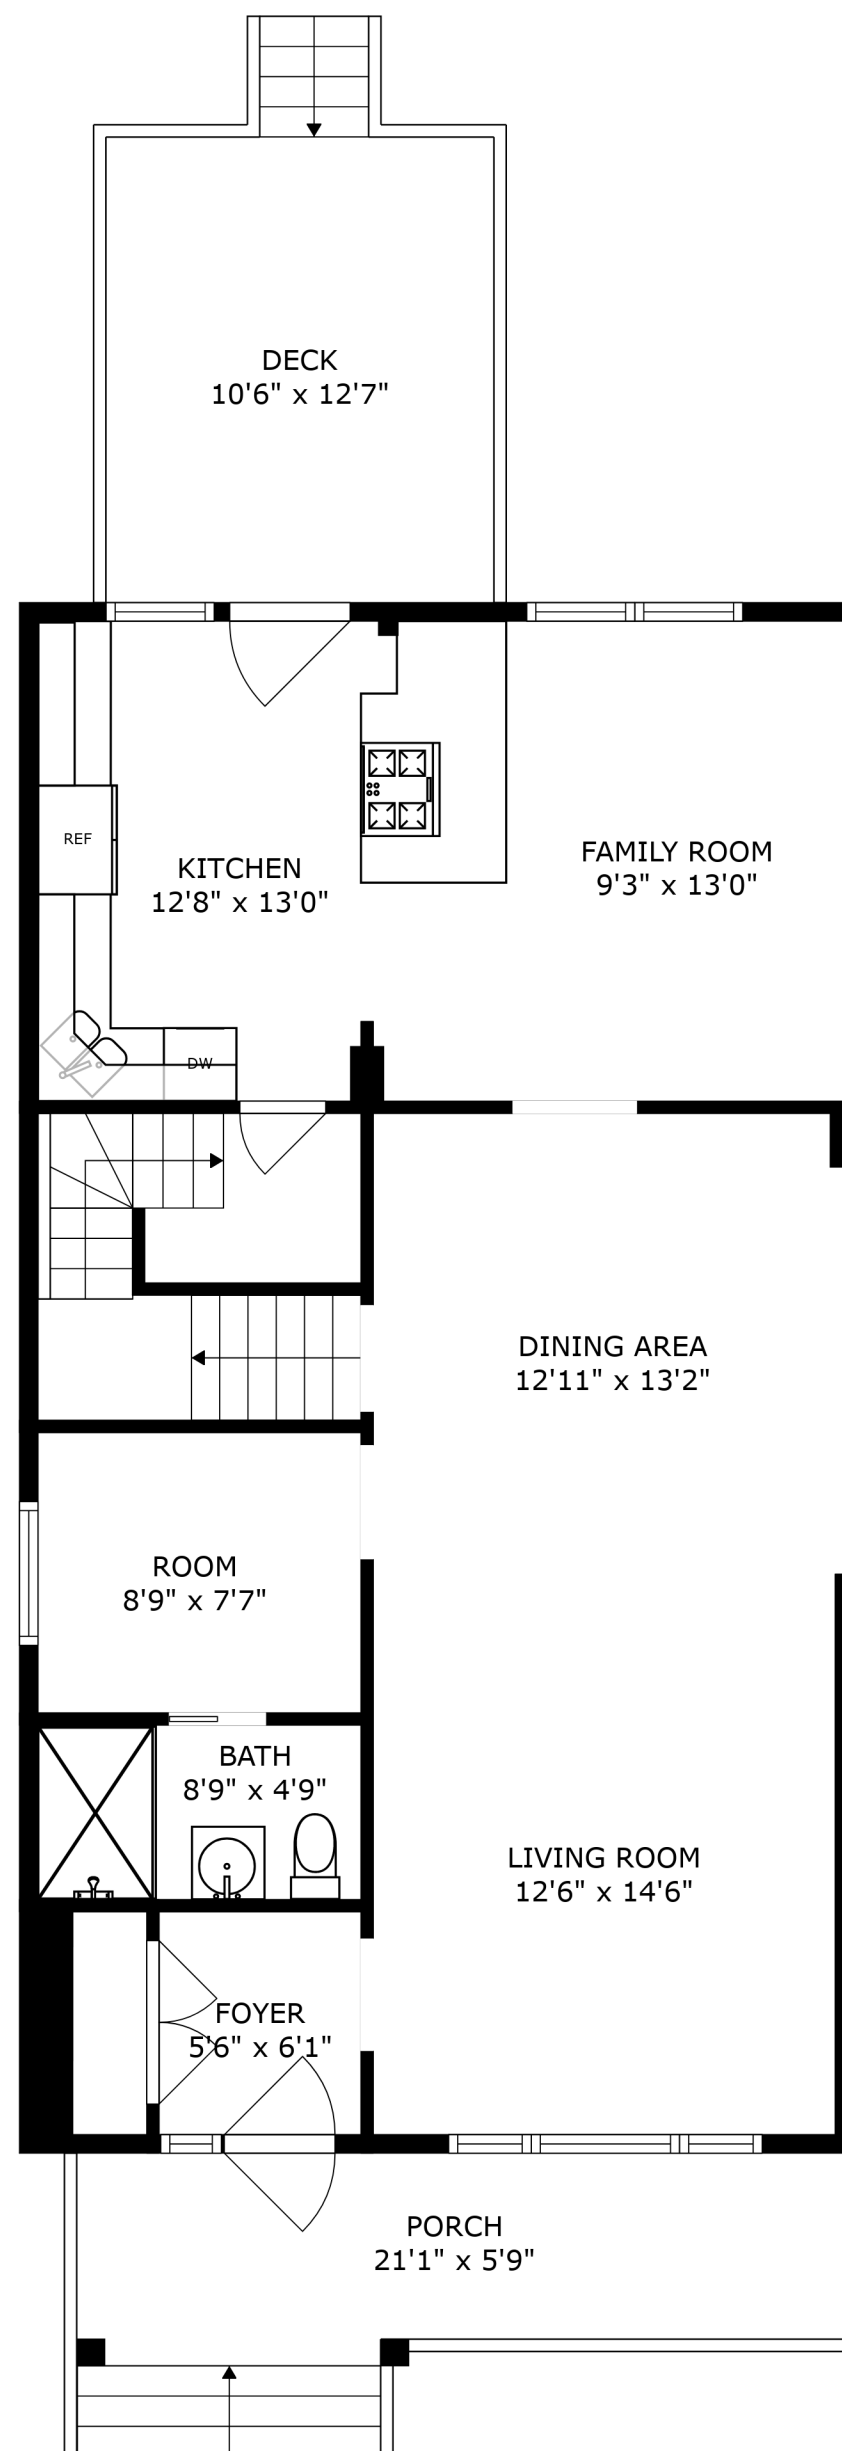 DECK
10'6" x 12'7"
REF
KITCHEN
12'8" x 13'0"
FAMILY ROOM
9'3" x 13'0"
DW
DINING AREA
12'11" x 13'2"
ROOM
8'9" x 7'7"
BATH
8'9" x 4'9"
LIVING ROOM
12'6" x 14'6"
FOYER
5'6" x 6'1"
PORCH
21'1" x 5'9"